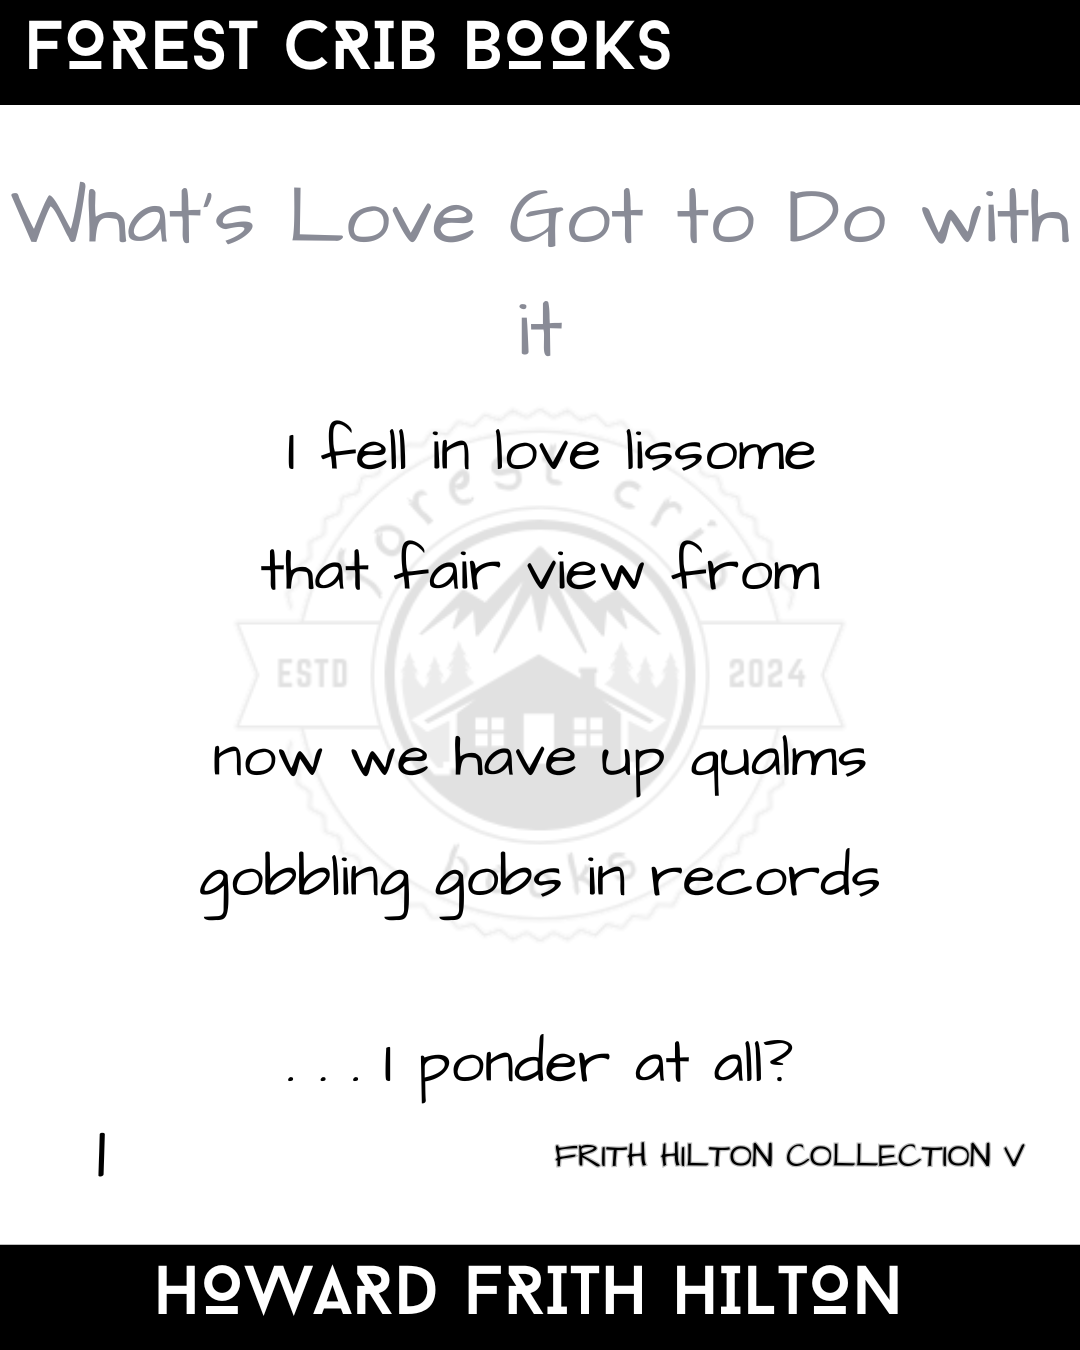 FOREST CRIB BOOKS
What's Love Got to Do with
it
I fell in love lissome
forest crib
that fair view from
ESTD 2024
now we have up qualms
books
gobbling gobs in records
. . . I ponder at all?
1
FRITH HILTON COLLECTION V
HOWARD FRITH HILTON